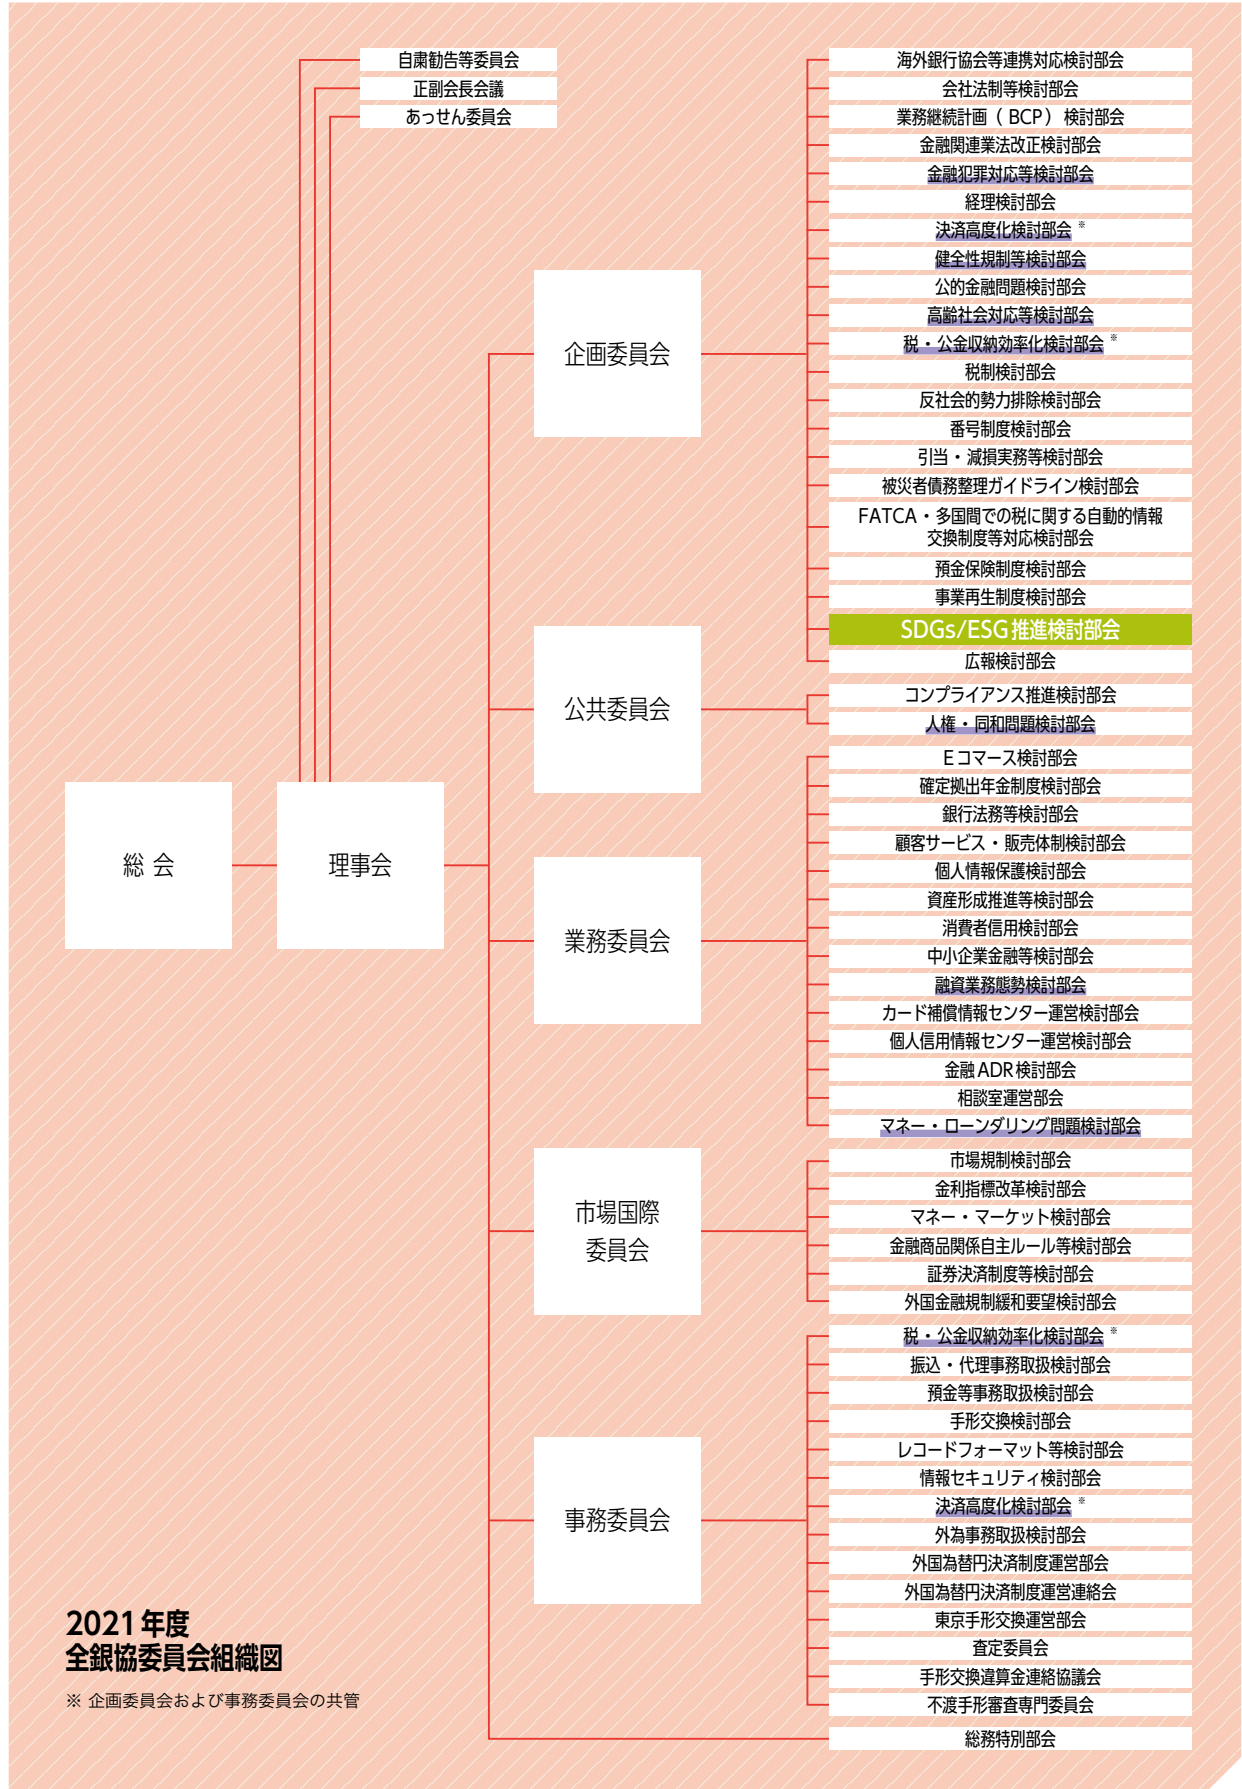 自粛勧告等委員会
正副会長会議
あっせん委員会
総 会
理事会
企画委員会
海外銀行協会等連携対応検討部会
会社法制等検討部会
業務継続計画（BCP）検討部会
金融関連業法改正検討部会
金融犯罪対応等検討部会
経理検討部会
決済高度化検討部会 ※
健全性規制等検討部会
公的金融問題検討部会
高齢社会対応等検討部会
税・公金収納効率化検討部会 ※
税制検討部会
反社会的勢力排除検討部会
番号制度検討部会
引当・減損実務等検討部会
被災者債務整理ガイドライン検討部会
FATCA・多国間での税に関する自動的情報
交換制度等対応検討部会
預金保険制度検討部会
事業再生制度検討部会
SDGs/ESG推進検討部会
広報検討部会
公共委員会
コンプライアンス推進検討部会
人権・同和問題検討部会
業務委員会
Eコマース検討部会
確定拠出年金制度検討部会
銀行法務等検討部会
顧客サービス・販売体制検討部会
個人情報保護検討部会
資産形成推進等検討部会
消費者信用検討部会
中小企業金融等検討部会
融資業務態勢検討部会
カード補償情報センター運営検討部会
個人信用情報センター運営検討部会
金融ADR検討部会
相談室運営部会
マネー・ローンダリング問題検討部会
市場国際
委員会
市場規制検討部会
金利指標改革検討部会
マネー・マーケット検討部会
金融商品関係自主ルール等検討部会
証券決済制度等検討部会
外国金融規制緩和要望検討部会
事務委員会
税・公金収納効率化検討部会 ※
振込・代理事務取扱検討部会
預金等事務取扱検討部会
手形交換検討部会
レコードフォーマット等検討部会
情報セキュリティ検討部会
決済高度化検討部会 ※
外為事務取扱検討部会
外国為替円決済制度運営部会
外国為替円決済制度運営連絡会
東京手形交換運営部会
査定委員会
手形交換違算金連絡協議会
不渡手形審査専門委員会
総務特別部会
2021年度
全銀協委員会組織図
※ 企画委員会および事務委員会の共管